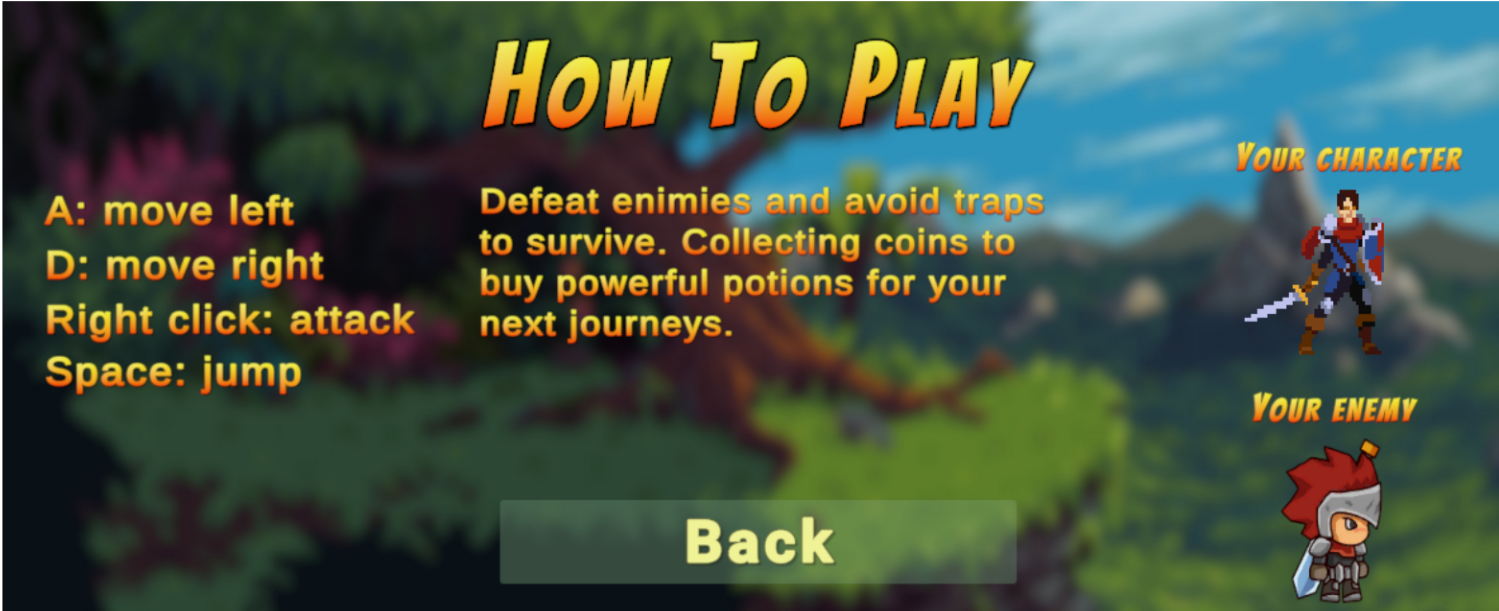 How To Play
A: move left
D: move right
Right click: attack
Space: jump
Defeat enimies and avoid traps
to survive. Collecting coins to
buy powerful potions for your
next journeys.
Your character
Your enemy
Back